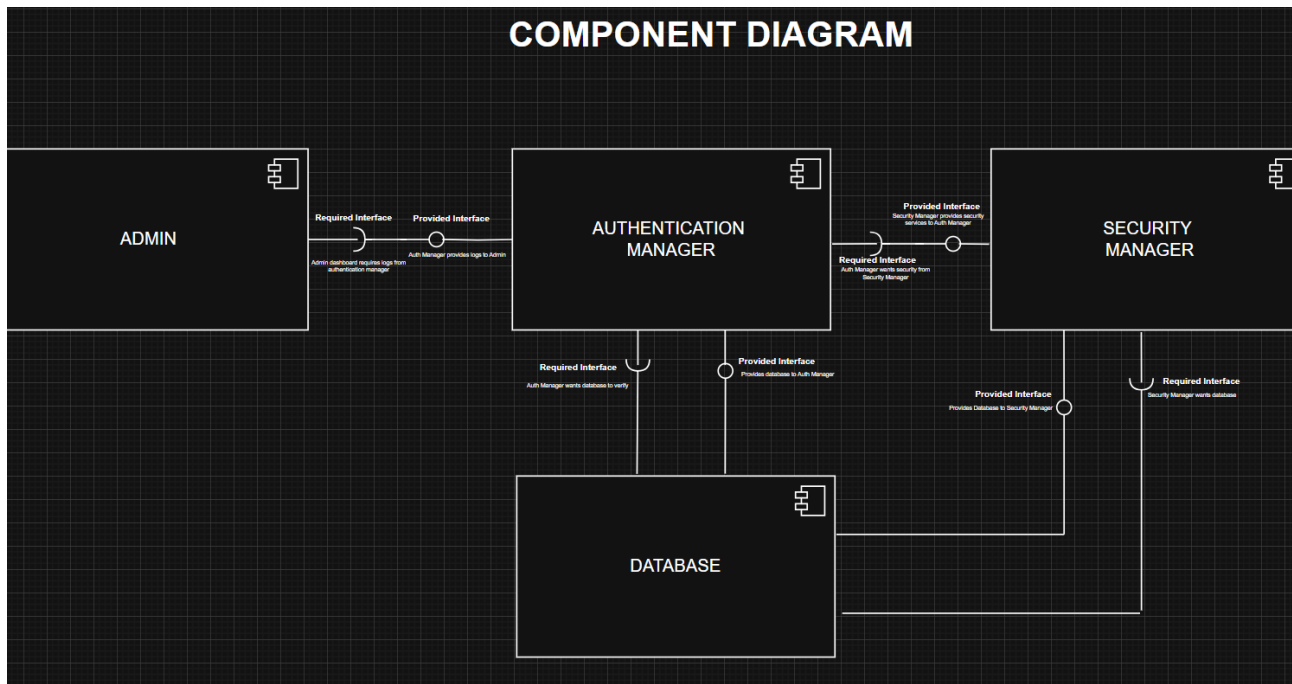 COMPONENT DIAGRAM
ADMIN
Required Interface
Admin dashboard requires logs from
authentication manager
Provided Interface
Auth Manager provides logs to Admin
AUTHENTICATION
MANAGER
Provided Interface
Security Manager provides security
services to Auth Manager
Required Interface
Auth Manager wants security from
Security Manager
SECURITY
MANAGER
Required Interface
Auth Manager wants database to verify
Provided Interface
Provides database to Auth Manager
Provided Interface
Provides Database to Security Manager
Required Interface
Security Manager wants database
DATABASE